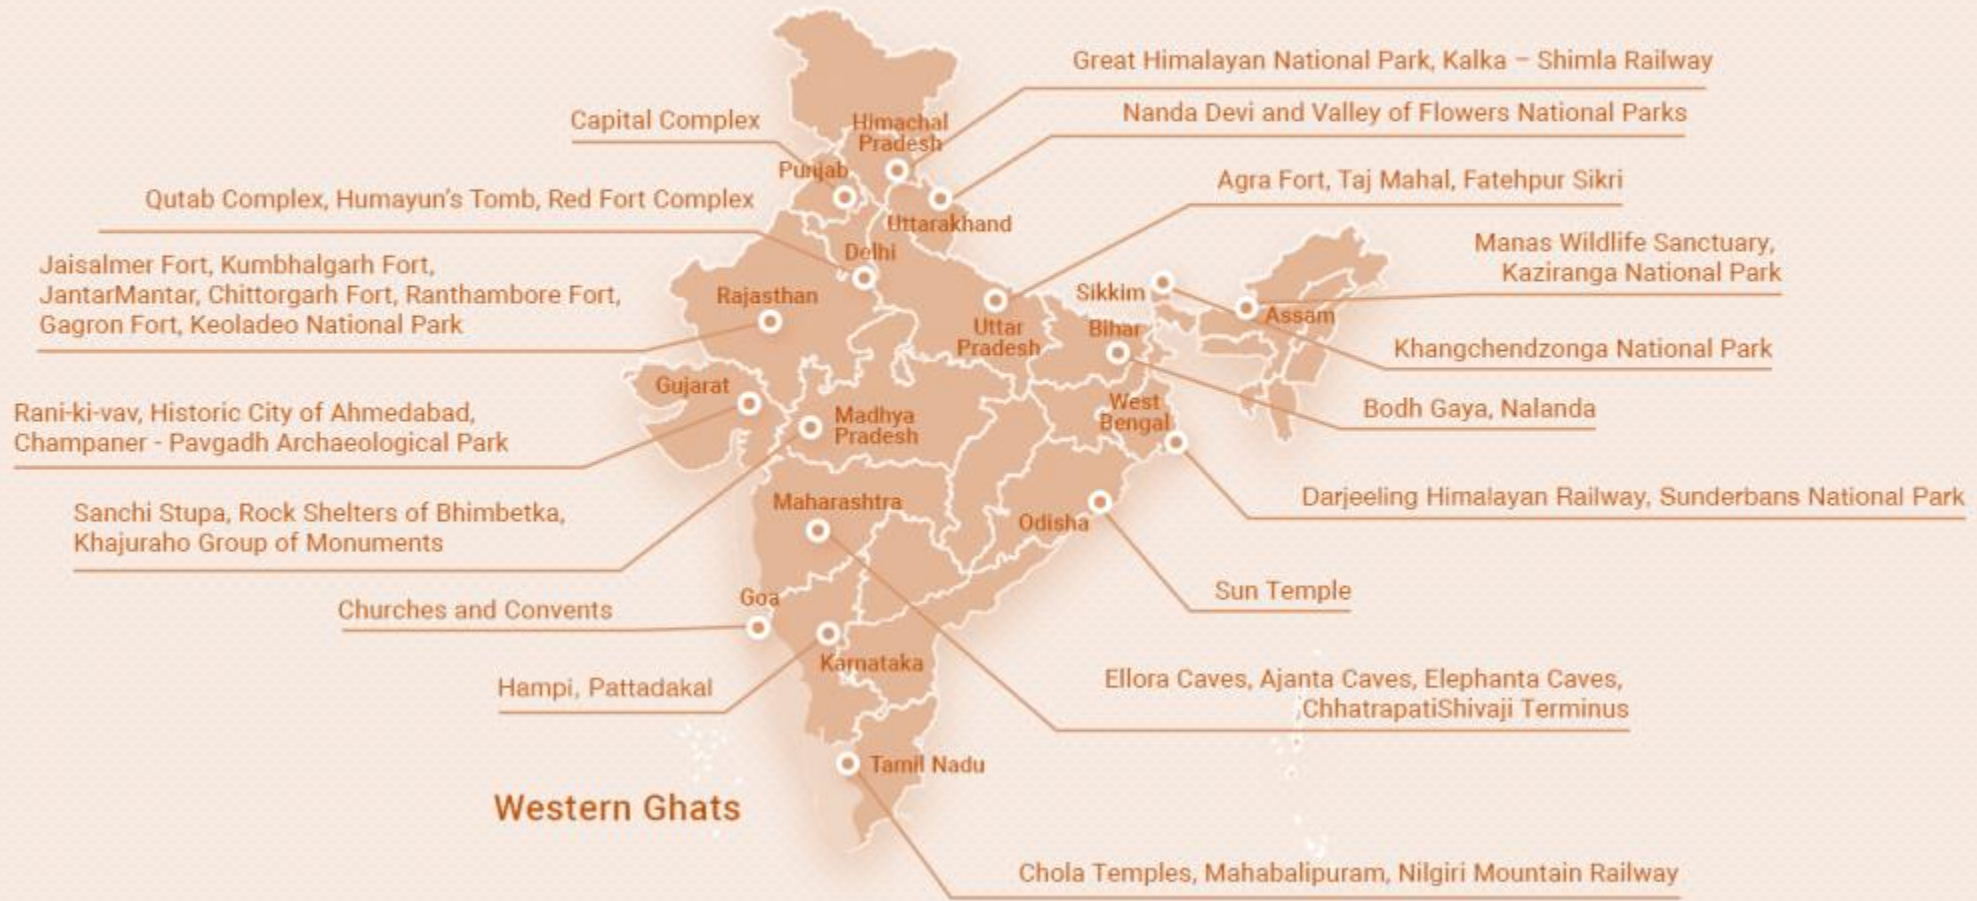 Great Himalayan National Park, Kalka – Shimla Railway
Capital Complex
Himachal
Pradesh
Nanda Devi and Valley of Flowers National Parks
Punjab
Agra Fort, Taj Mahal, Fatehpur Sikri
Qutab Complex, Humayun's Tomb, Red Fort Complex
Uttarakhand
Delhi
Manas Wildlife Sanctuary,
Kaziranga National Park
Jaisalmer Fort, Kumbhalgarh Fort,
JantarMantar, Chittorgarh Fort, Ranthambore Fort,
Gagron Fort, Keoladeo National Park
Rajasthan
Sikkim
Assam
Uttar
Pradesh
Bihar
Khangchendzonga National Park
Gujarat
Rani-ki-vav, Historic City of Ahmedabad,
Champaner - Pavgadh Archaeological Park
Madhya
Pradesh
West
Bengal
Bodh Gaya, Nalanda
Darjeeling Himalayan Railway, Sunderbans National Park
Sanchi Stupa, Rock Shelters of Bhimbetka,
Khajuraho Group of Monuments
Maharashtra
Odisha
Sun Temple
Goa
Churches and Convents
Karnataka
Hampi, Pattadakal
Ellora Caves, Ajanta Caves, Elephanta Caves,
ChhatrapatiShivaji Terminus
Tamil Nadu
Western Ghats
Chola Temples, Mahabalipuram, Nilgiri Mountain Railway